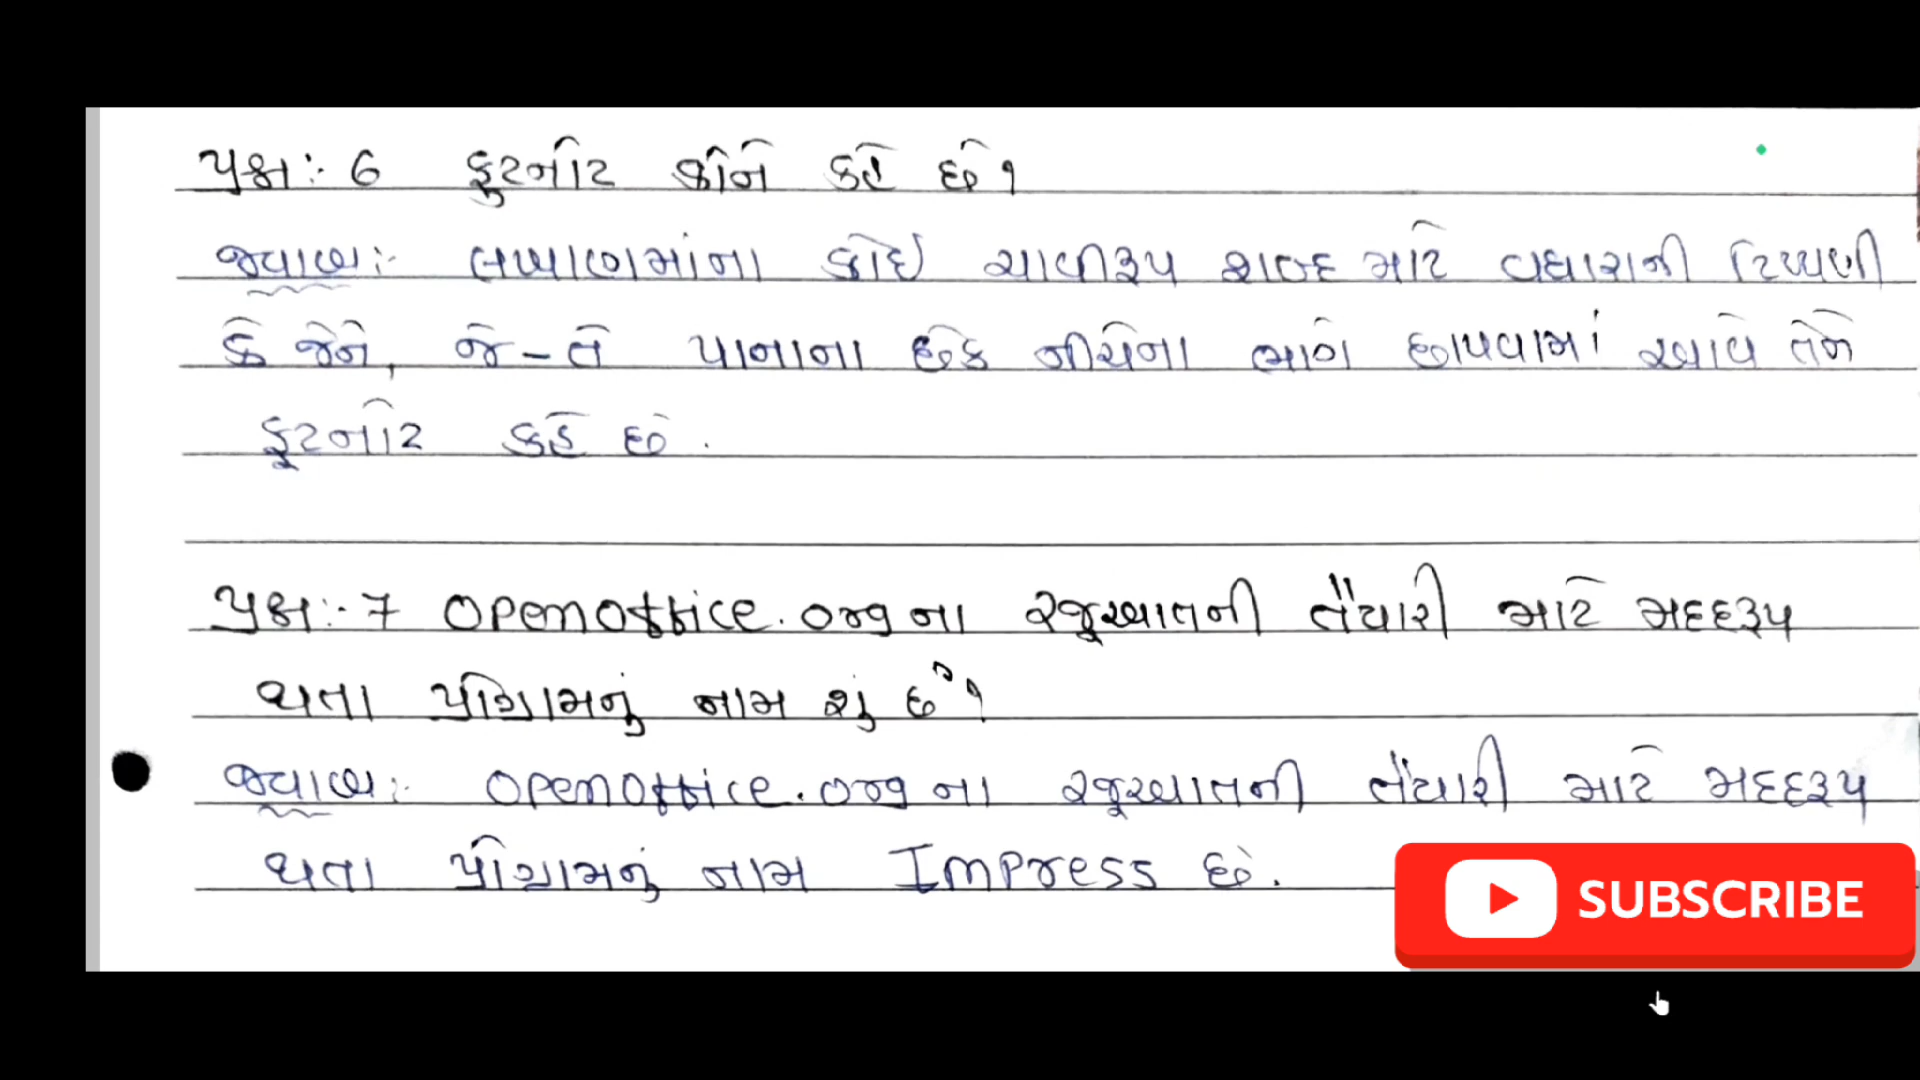 પ્રશ્ન:- 6 ફુટનોટ કોને કહે છે?
જવાબ:- લખાણમાંના કોઈ ચાવીરૂપ શબ્દ માટે વધારાની ટિપ્પણી
કે જેને, જે-તે પાનાના છેક નીચેના ભાગે છાપવામાં આવે તેને
ફૂટનોટ કહે છે.
પ્રશ્ન:- 7 OpenOffice.org ના રજૂઆતની તૈયારી માટે મદદરૂપ
થતા પ્રોગ્રામનું નામ શું છે?
જવાબ:- OpenOffice.org ના રજૂઆતની તૈયારી માટે મદદરૂપ
થતા પ્રોગ્રામનું નામ Impress છે.
SUBSCRIBE